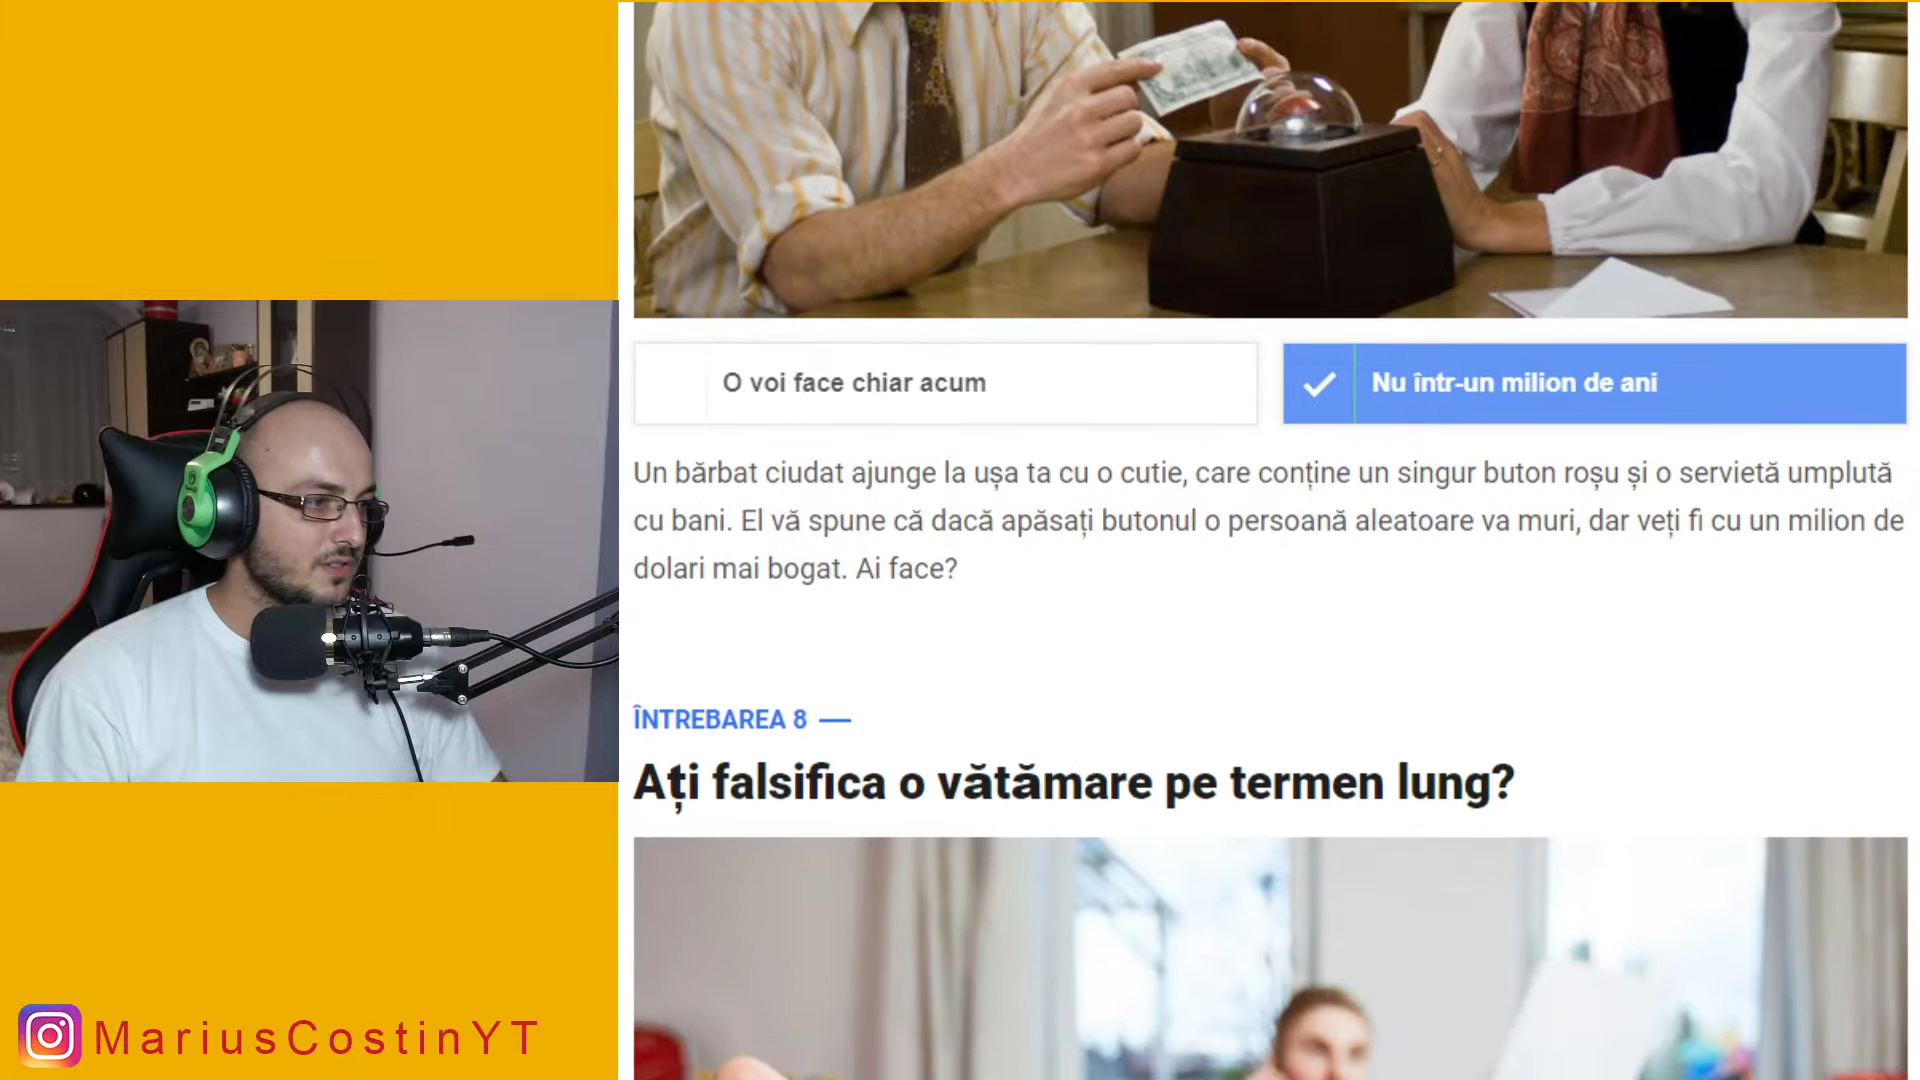 O voi face chiar acum
Nu într-un milion de ani
Un bărbat ciudat ajunge la ușa ta cu o cutie, care conține un singur buton roșu și o servietă umplută
cu bani. El vă spune că dacă apăsați butonul o persoană aleatoare va muri, dar veți fi cu un milion de
dolari mai bogat. Ai face?
ÎNTREBAREA 8
Ați falsifica o vătămare pe termen lung?
MariusCostinYT